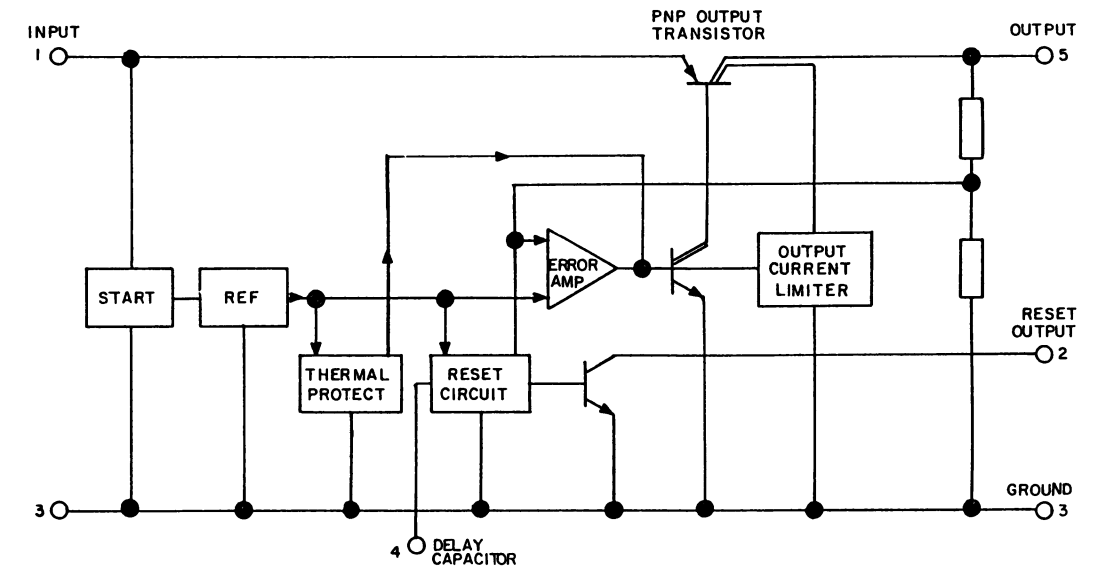 PNP OUTPUT
TRANSISTOR
INPUT
1
OUTPUT
5
ERROR
AMP
OUTPUT
CURRENT
LIMITER
START
REF
THERMAL
PROTECT
RESET
CIRCUIT
RESET
OUTPUT
2
3
GROUND
3
4
DELAY
CAPACITOR